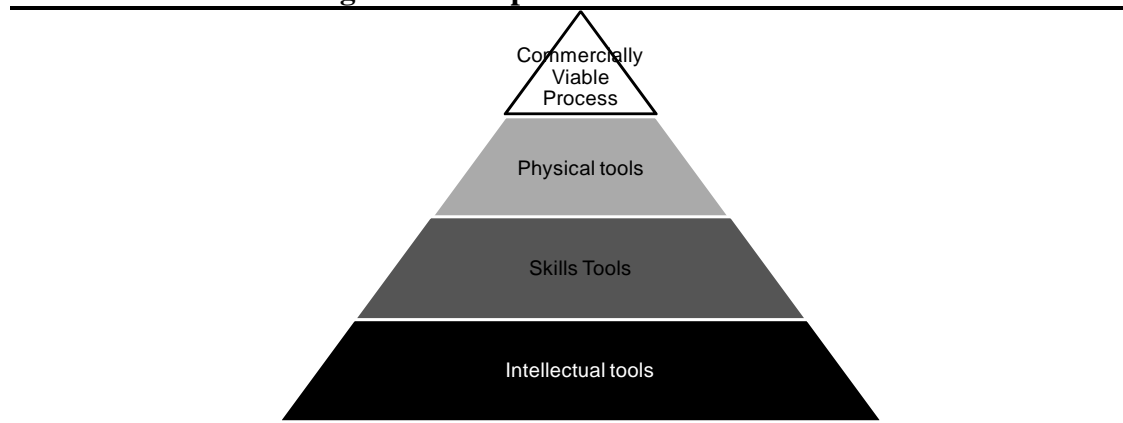 Commercially
Viable
Process
Physical tools
Skills Tools
Intellectual tools